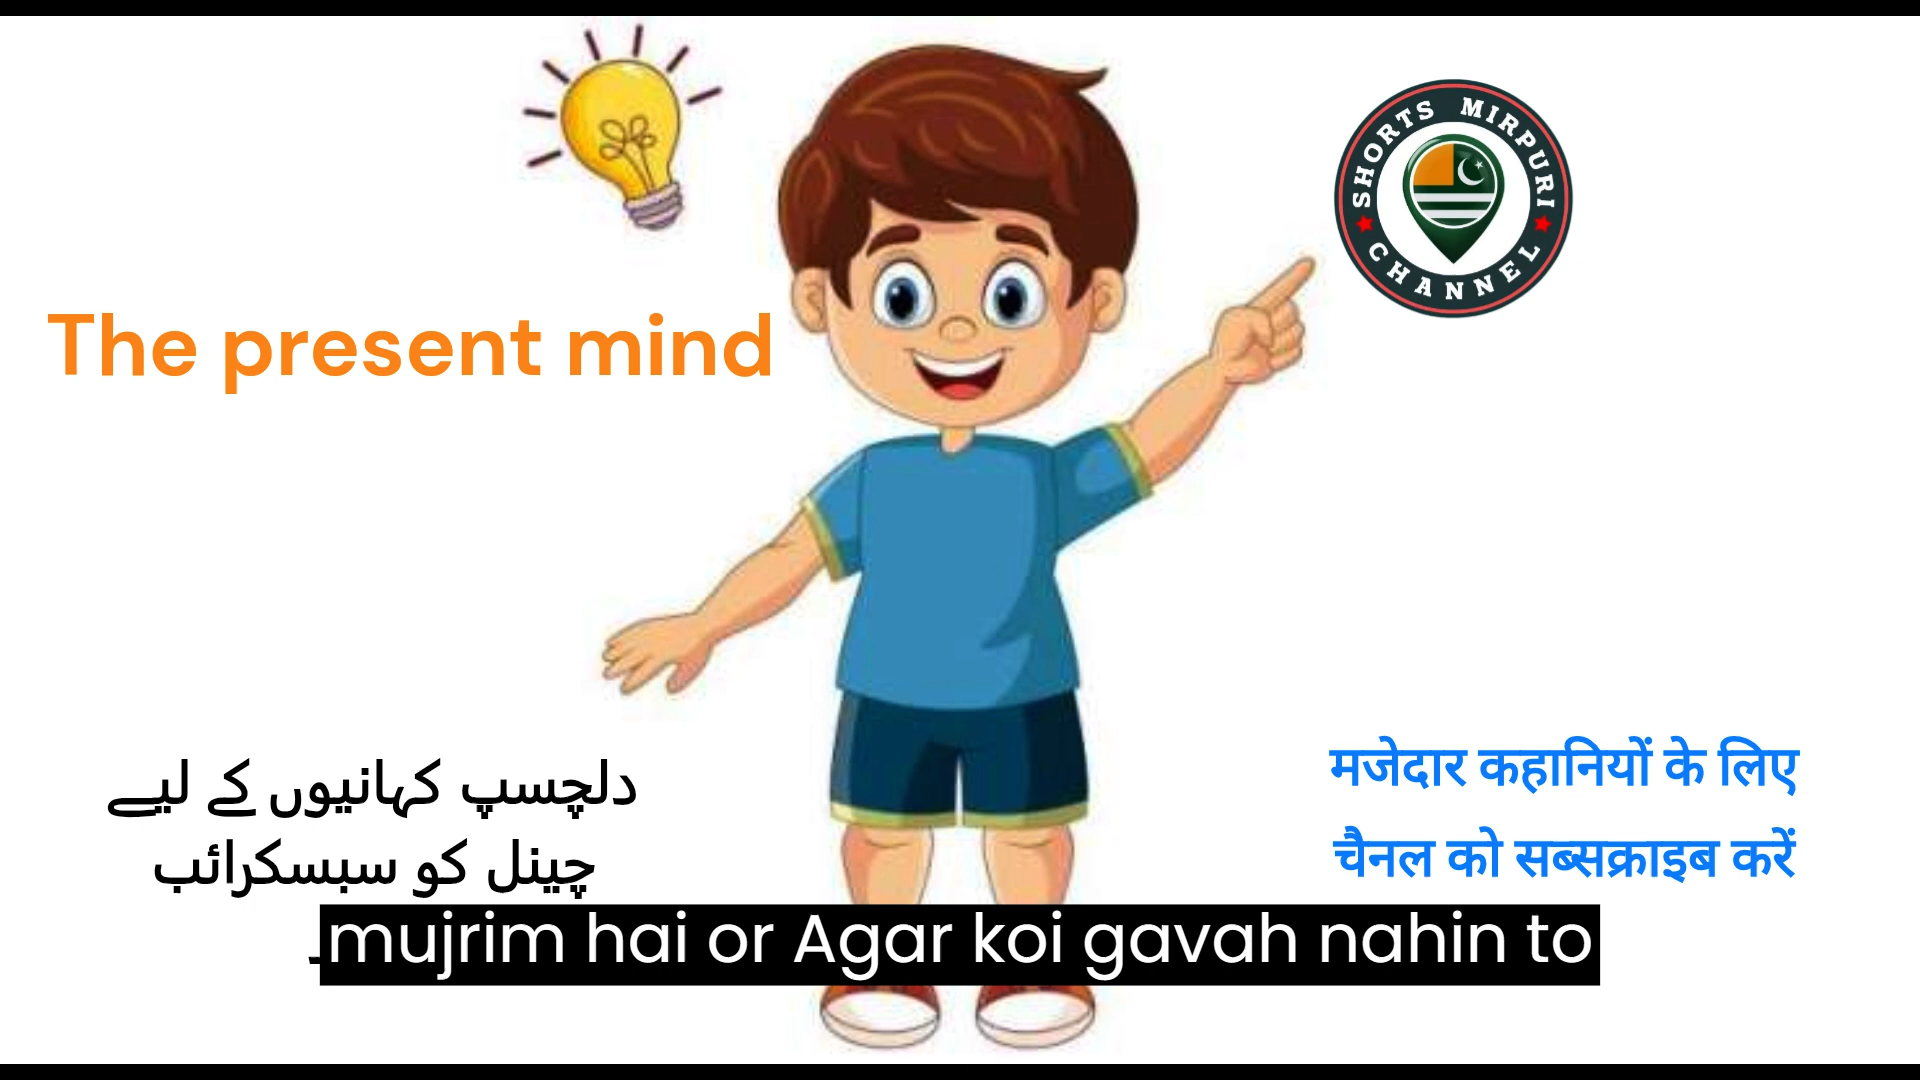 SHORTS MIRPURI
CHANNEL
The present mind
دلچسپ کہانیوں کے لیے
چینل کو سبسکرائب
मजेदार कहानियों के लिए
चैनल को सब्सक्राइब करें
mujrim hai or Agar koi gavah nahin to